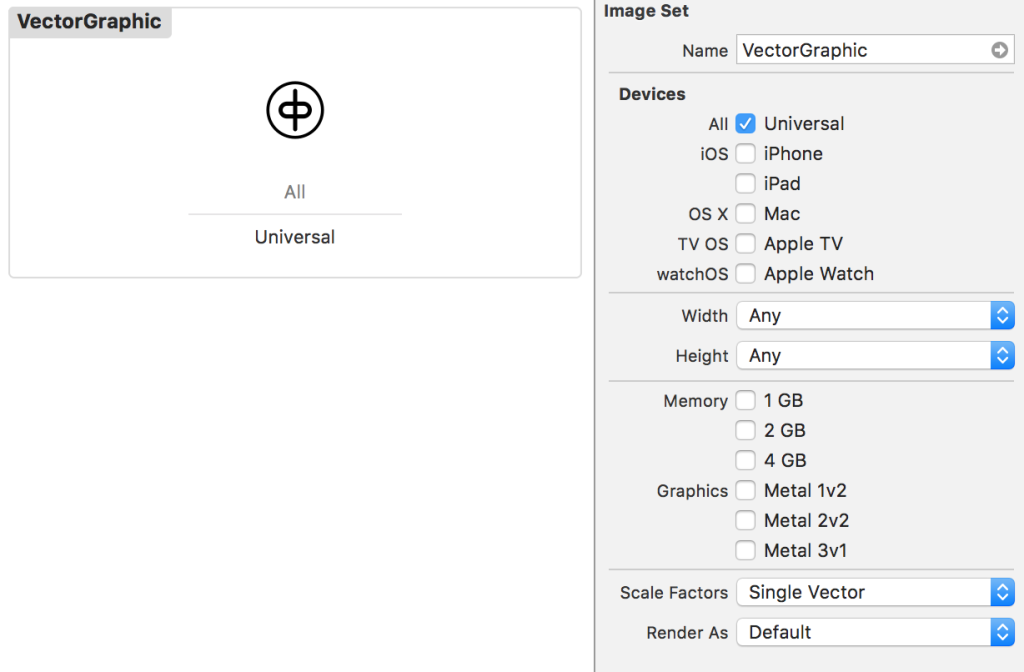 VectorGraphic
All
Universal
Image Set
Name VectorGraphic
Devices
All Universal
iOS iPhone
iPad
OS X Mac
TV OS Apple TV
watchOS Apple Watch
Width Any
Height Any
Memory 1 GB
2 GB
4 GB
Graphics Metal 1v2
Metal 2v2
Metal 3v1
Scale Factors Single Vector
Render As Default